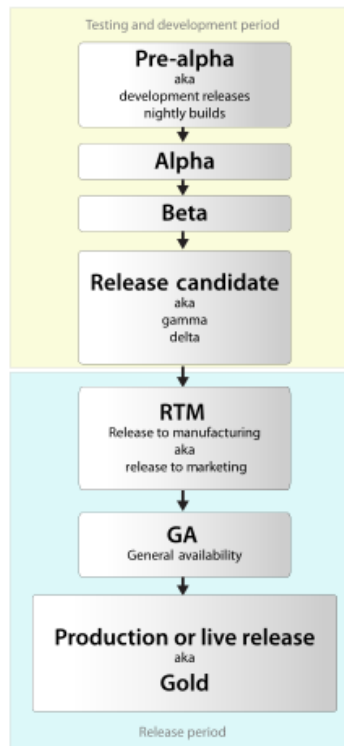 Testing and development period
Pre-alpha
aka
development releases
nightly builds
Alpha
Beta
Release candidate
aka
gamma
delta
RTM
Release to manufacturing
aka
release to marketing
GA
General availability
Production or live release
aka
Gold
Release period